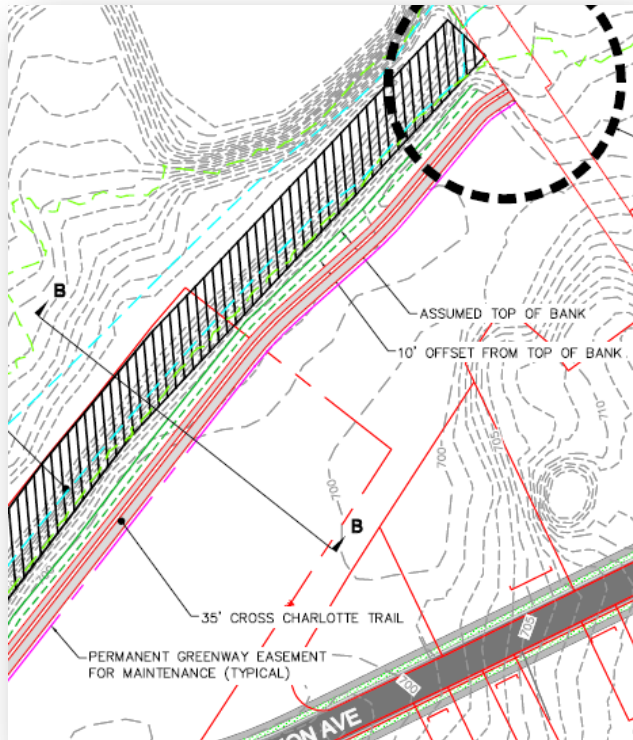 B
ASSUMED TOP OF BANK
10' OFFSET FROM TOP OF BANK
710
705
700
B
700
35' CROSS CHARLOTTE TRAIL
705
PERMANENT GREENWAY EASEMENT
FOR MAINTENANCE (TYPICAL)
700
AVE